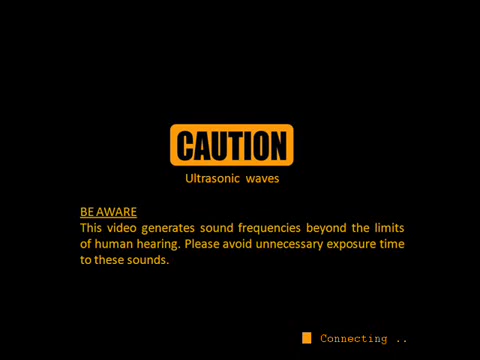 CAUTION
Ultrasonic waves
BE AWARE
This video generates sound frequencies beyond the limits
of human hearing. Please avoid unnecessary exposure time
to these sounds.
Connecting ..